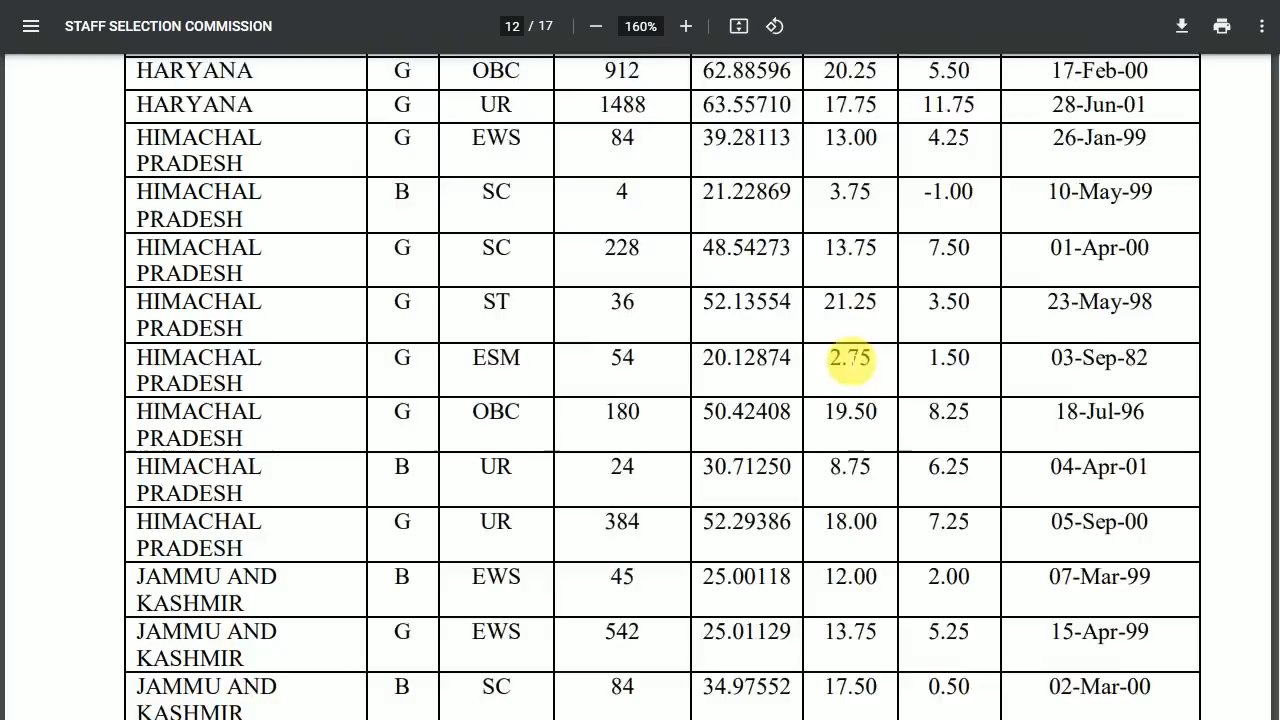 STAFF SELECTION COMMISSION 12 / 17 160%
HARYANA G OBC 912 62.88596 20.25 5.50 17-Feb-00
HARYANA G UR 1488 63.55710 17.75 11.75 28-Jun-01
HIMACHAL G EWS 84 39.28113 13.00 4.25 26-Jan-99
PRADESH
HIMACHAL B SC 4 21.22869 3.75 -1.00 10-May-99
PRADESH
HIMACHAL G SC 228 48.54273 13.75 7.50 01-Apr-00
PRADESH
HIMACHAL G ST 36 52.13554 21.25 3.50 23-May-98
PRADESH
HIMACHAL G ESM 54 20.12874 2.75 1.50 03-Sep-82
PRADESH
HIMACHAL G OBC 180 50.42408 19.50 8.25 18-Jul-96
PRADESH
HIMACHAL B UR 24 30.71250 8.75 6.25 04-Apr-01
PRADESH
HIMACHAL G UR 384 52.29386 18.00 7.25 05-Sep-00
PRADESH
JAMMU AND B EWS 45 25.00118 12.00 2.00 07-Mar-99
KASHMIR
JAMMU AND G EWS 542 25.01129 13.75 5.25 15-Apr-99
KASHMIR
JAMMU AND B SC 84 34.97552 17.50 0.50 02-Mar-00
KASHMIR